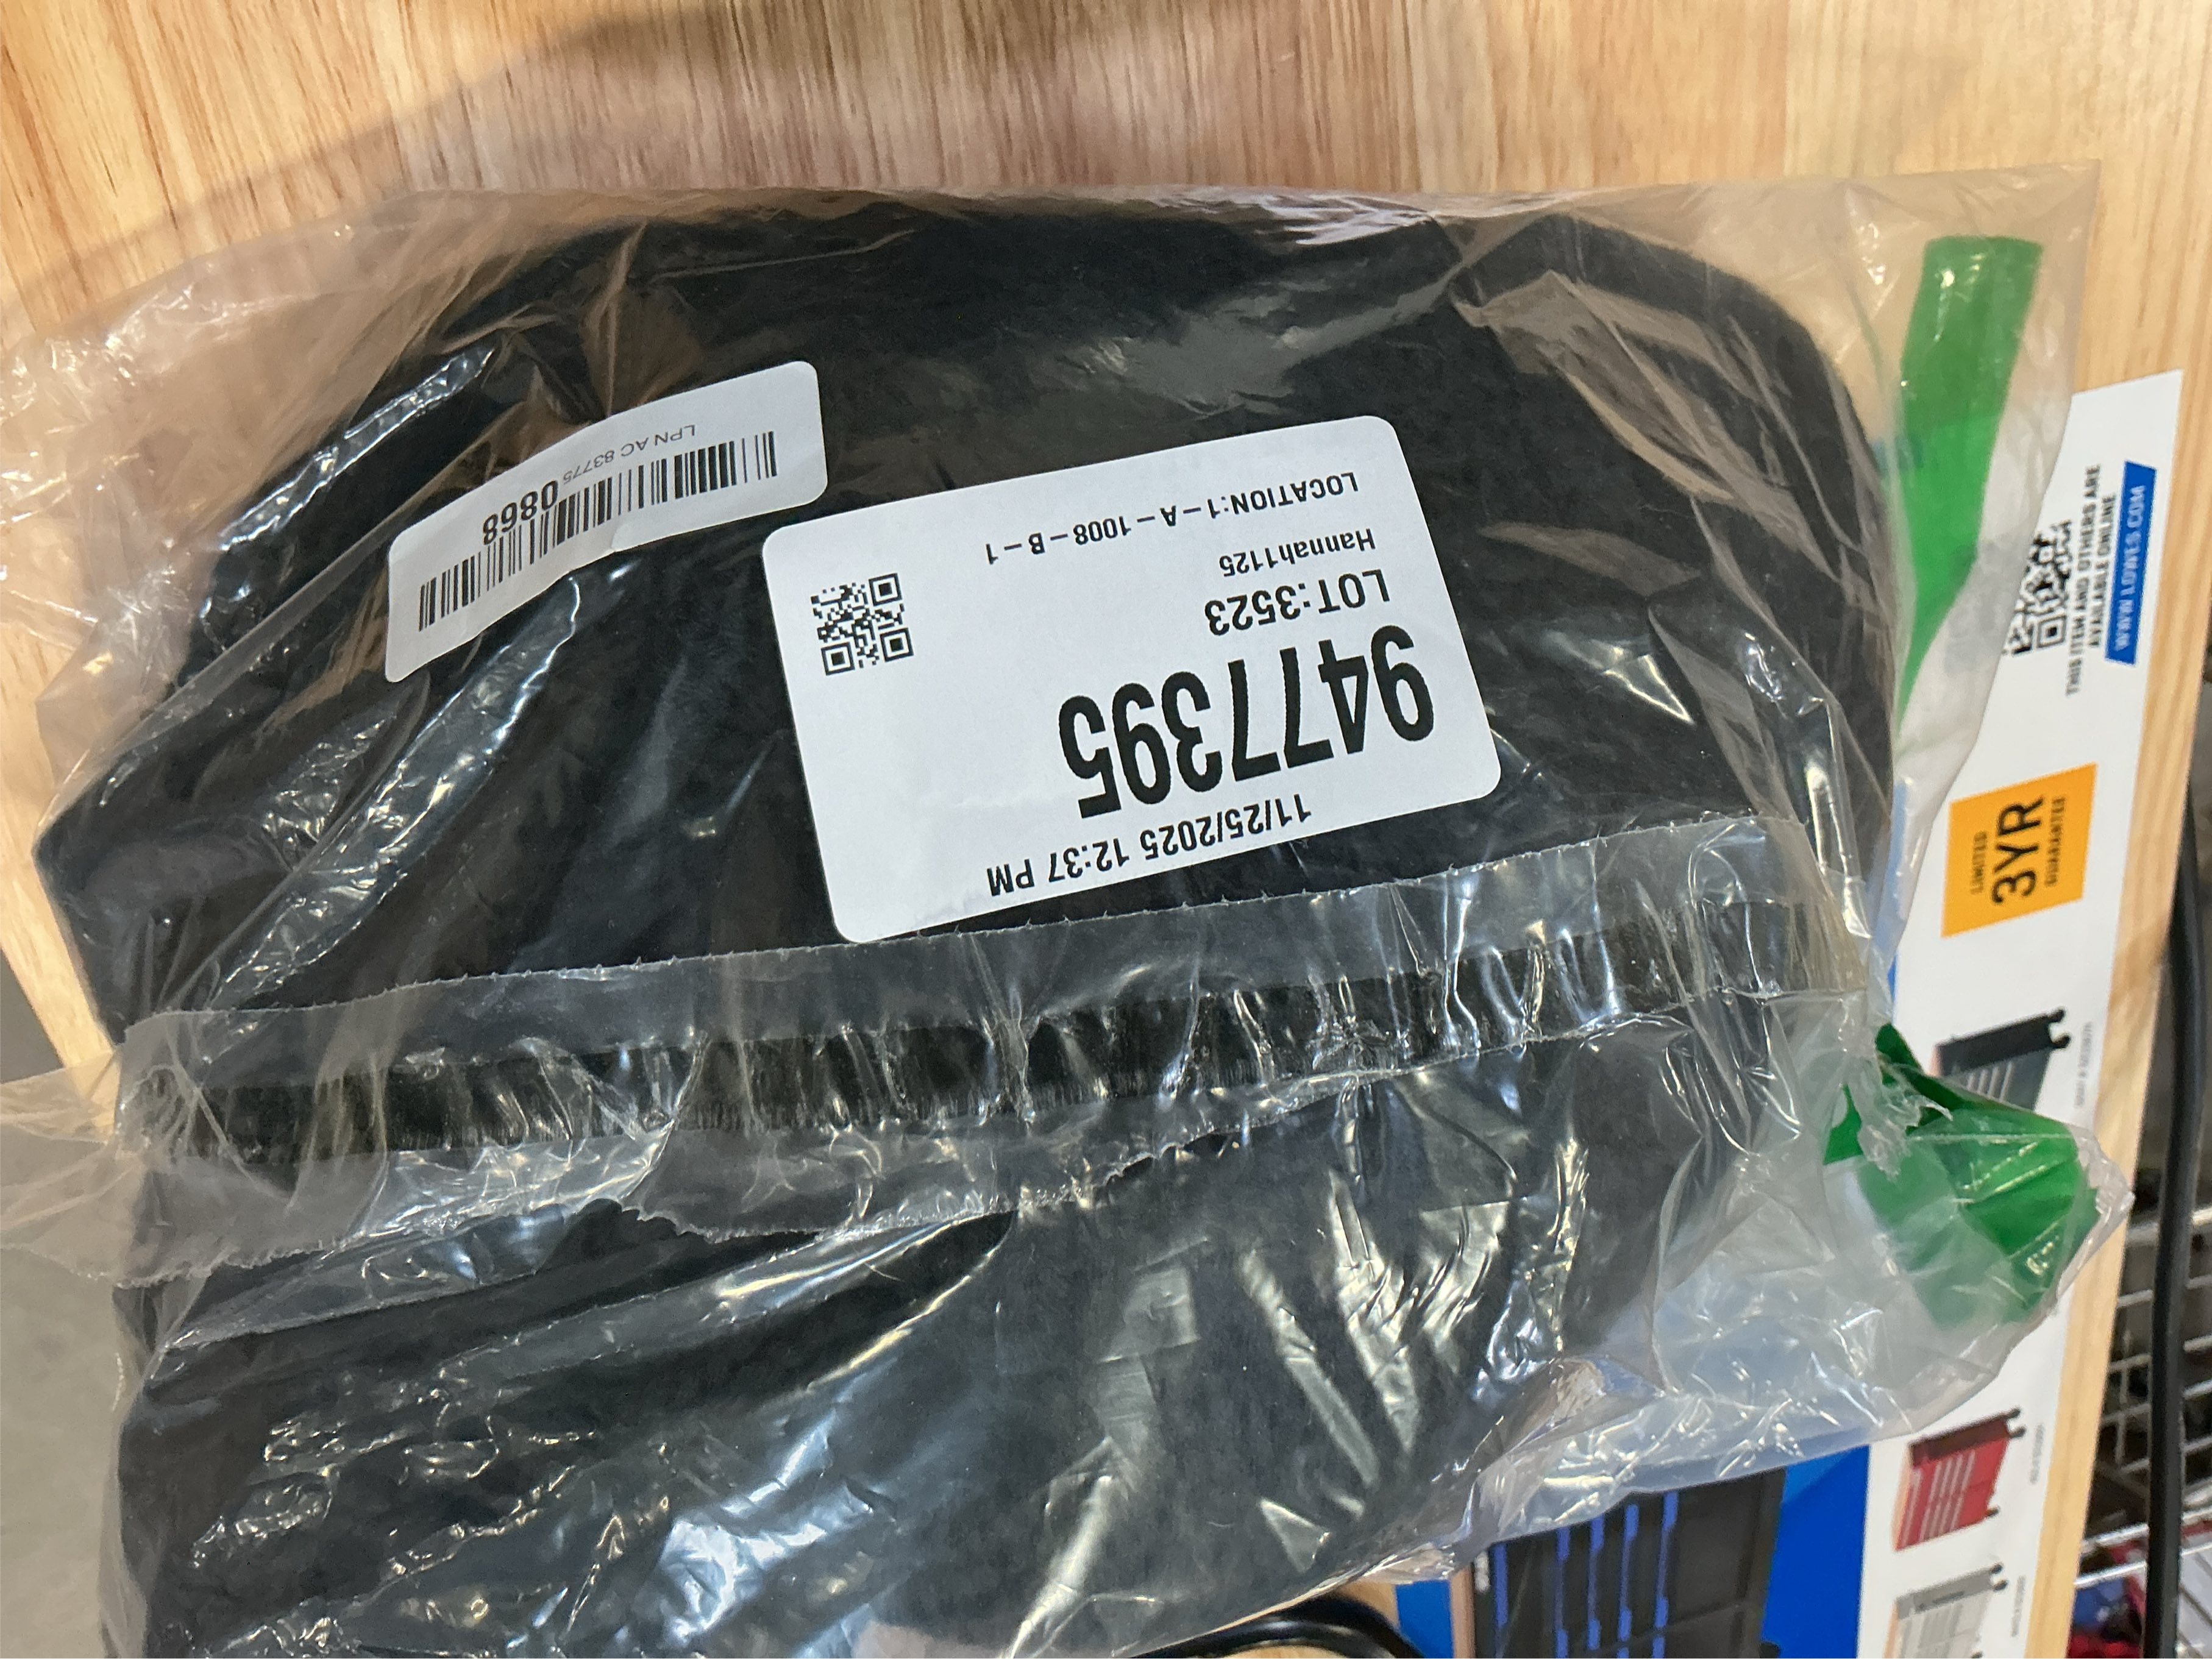 11/25/2025 12:37 PM
9477395
LOT:3523
Hannah1125
LOCATION:1-A-1008-B-1
LPN AC 83775
0868
THIS ITEM AND OTHERS ARE
AVAILABLE ONLINE
WWW.LOWES.COM
LIMITED
3YR
GUARANTEE